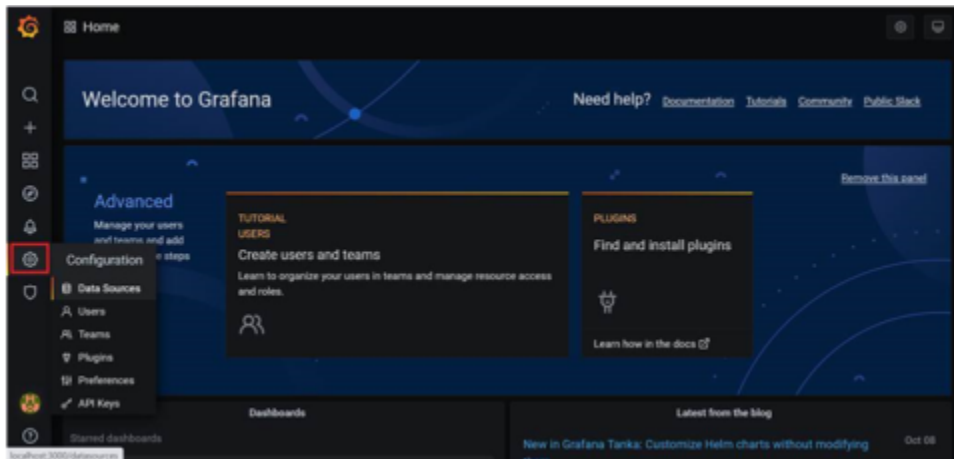 Home
Welcome to Grafana
Need help? Documentation Tutorials Community Public Slack
Remove this panel
Advanced
Manage your users
and teams and add
steps
TUTORIAL
USERS
Create users and teams
Learn to organize your users in teams and manage resource access
and roles.
PLUGINS
Find and install plugins
Learn how in the docs
Configuration
Data Sources
Users
Teams
Plugins
Preferences
API Keys
Dashboards
Starred dashboards
Latest from the blog
New in Grafana Tanka: Customize Helm charts without modifying
Oct 08
localhost:3000/datasources